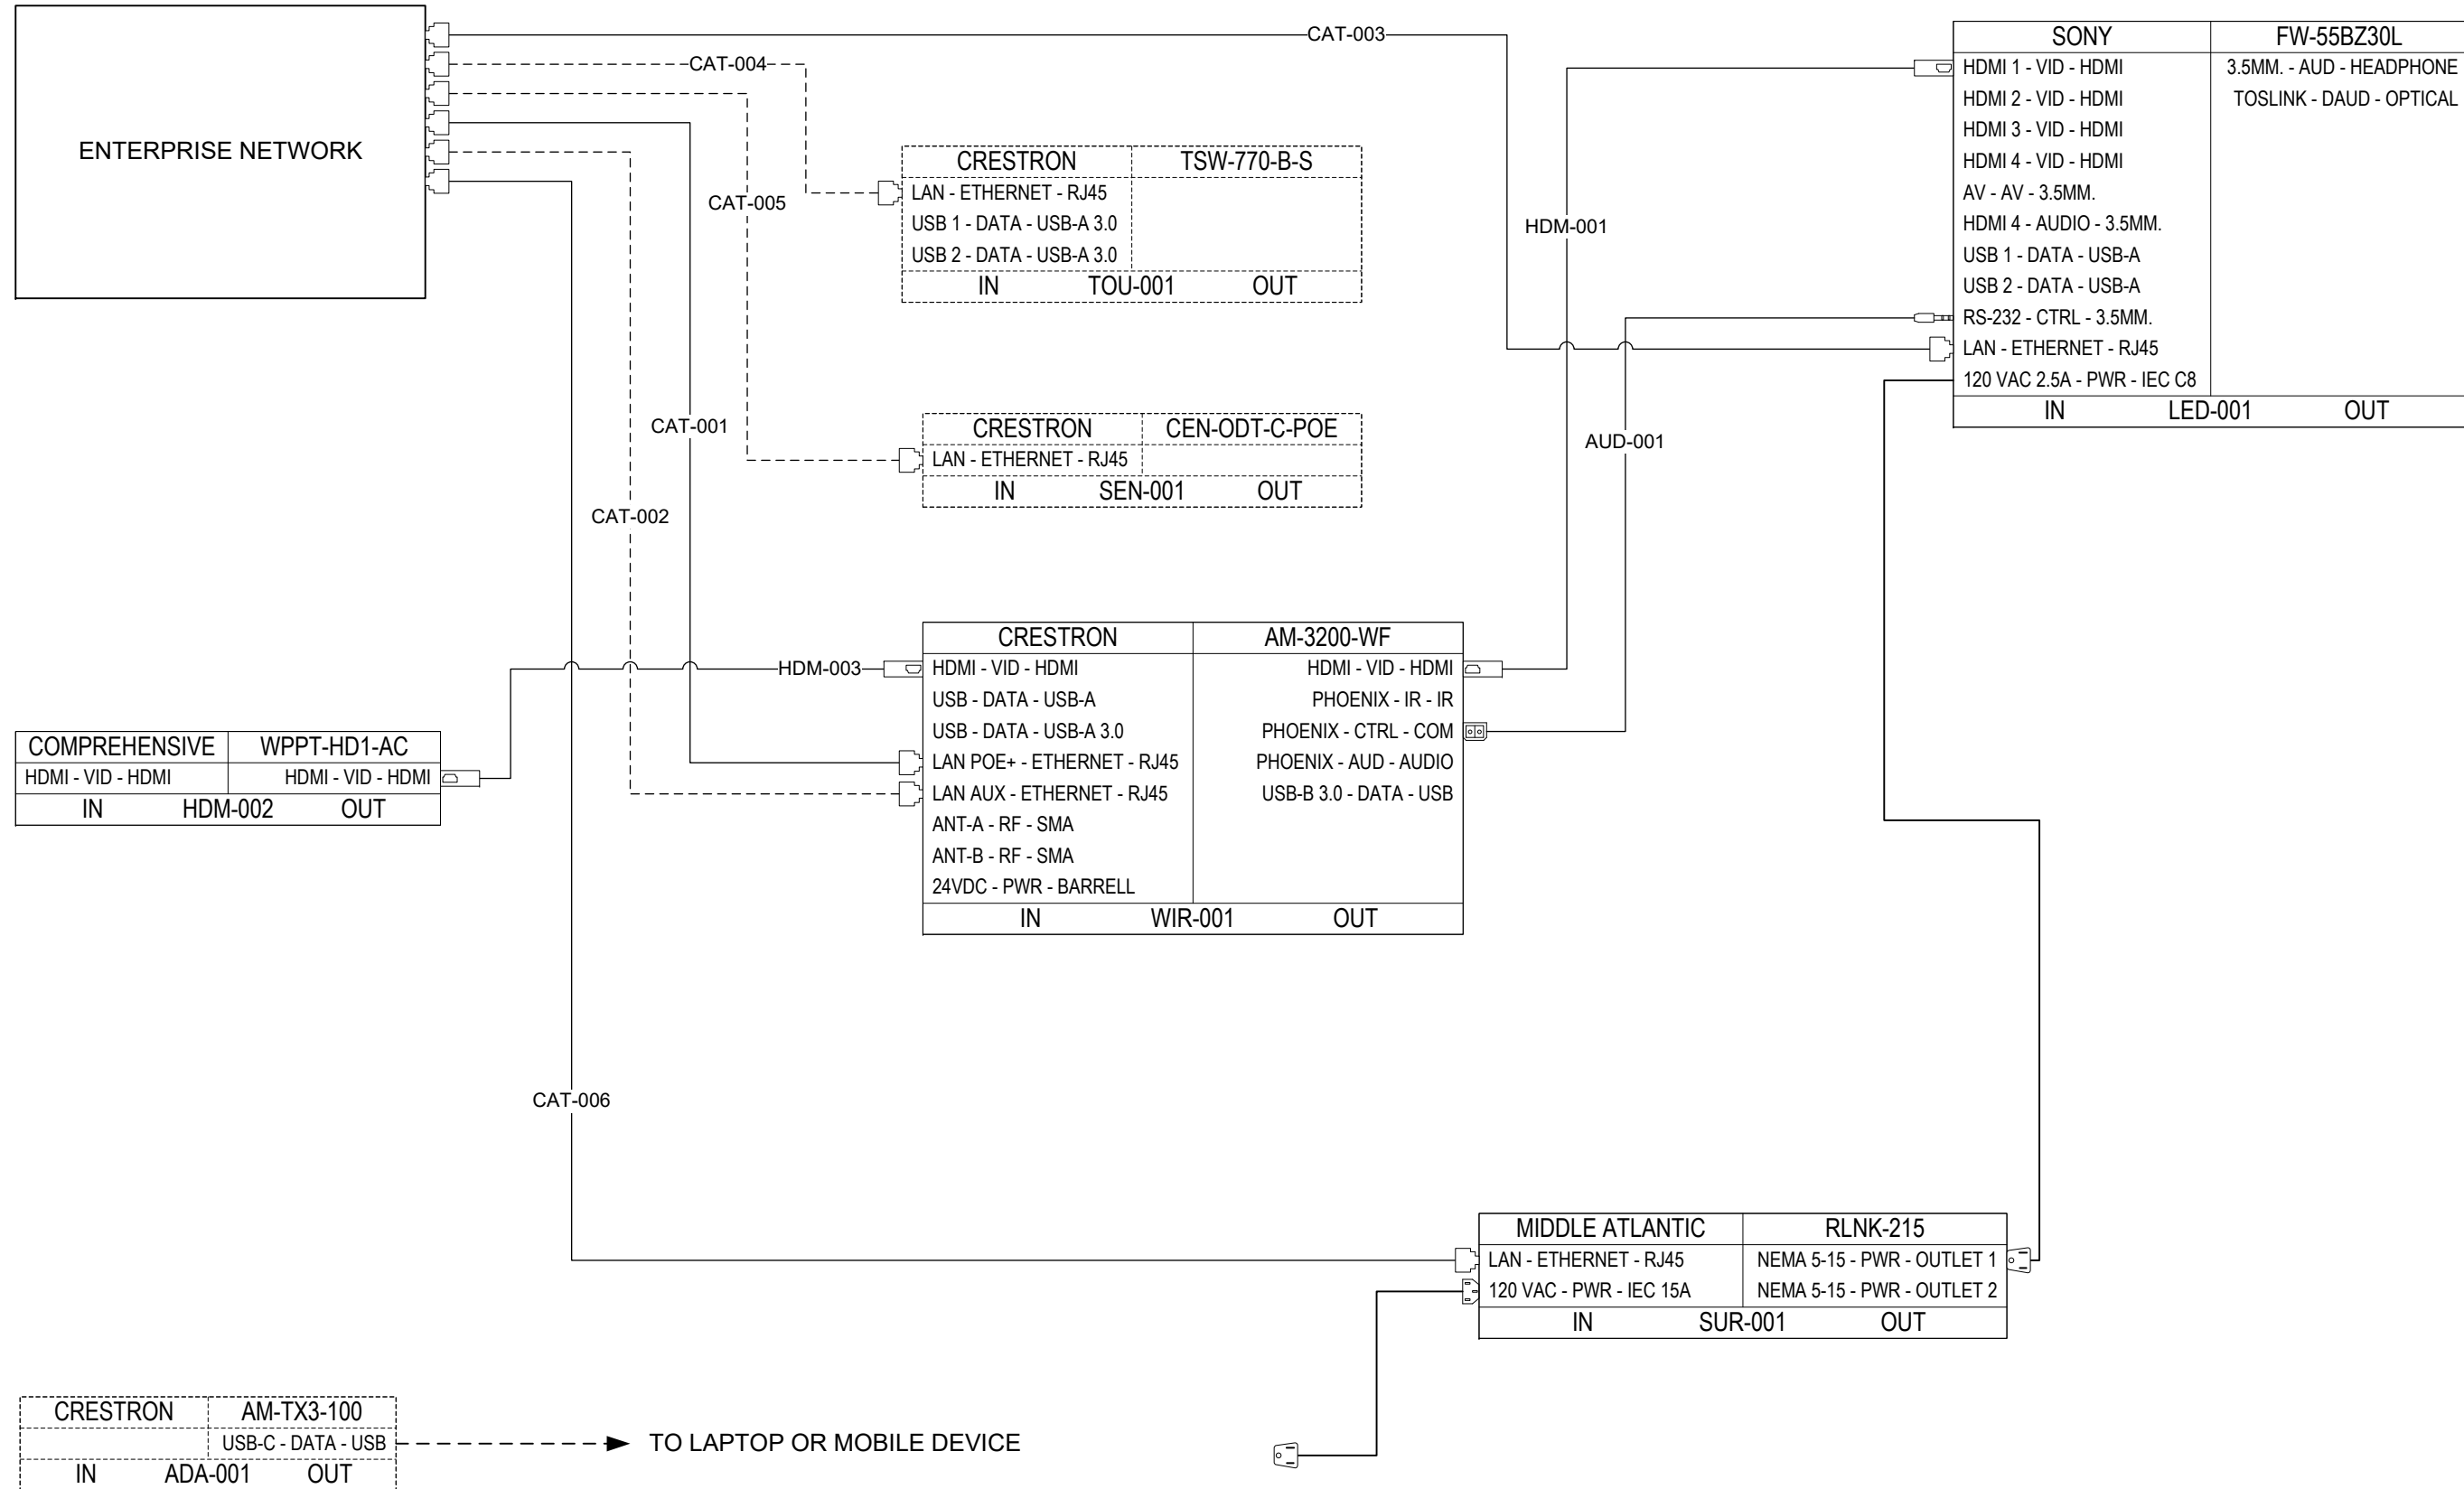 ENTERPRISE NETWORK
CAT-003
CAT-004
CAT-005
CAT-001
CAT-002
CAT-006
CRESTRON TSW-770-B-S
LAN - ETHERNET - RJ45
USB 1 - DATA - USB-A 3.0
USB 2 - DATA - USB-A 3.0
IN TOU-001 OUT
CRESTRON CEN-ODT-C-POE
LAN - ETHERNET - RJ45
IN SEN-001 OUT
HDM-001
AUD-001
SONY FW-55BZ30L
HDMI 1 - VID - HDMI 3.5MM. - AUD - HEADPHONE
HDMI 2 - VID - HDMI TOSLINK - DAUD - OPTICAL
HDMI 3 - VID - HDMI
HDMI 4 - VID - HDMI
AV - AV - 3.5MM.
HDMI 4 - AUDIO - 3.5MM.
USB 1 - DATA - USB-A
USB 2 - DATA - USB-A
RS-232 - CTRL - 3.5MM.
LAN - ETHERNET - RJ45
120 VAC 2.5A - PWR - IEC C8
IN LED-001 OUT
HDM-003
CRESTRON AM-3200-WF
HDMI - VID - HDMI HDMI - VID - HDMI
USB - DATA - USB-A PHOENIX - IR - IR
USB - DATA - USB-A 3.0 PHOENIX - CTRL - COM
LAN POE+ - ETHERNET - RJ45 PHOENIX - AUD - AUDIO
LAN AUX - ETHERNET - RJ45 USB-B 3.0 - DATA - USB
ANT-A - RF - SMA
ANT-B - RF - SMA
24VDC - PWR - BARRELL
IN WIR-001 OUT
COMPREHENSIVE WPPT-HD1-AC
HDMI - VID - HDMI HDMI - VID - HDMI
IN HDM-002 OUT
MIDDLE ATLANTIC RLNK-215
LAN - ETHERNET - RJ45 NEMA 5-15 - PWR - OUTLET 1
120 VAC - PWR - IEC 15A NEMA 5-15 - PWR - OUTLET 2
IN SUR-001 OUT
CRESTRON AM-TX3-100
USB-C - DATA - USB
IN ADA-001 OUT
TO LAPTOP OR MOBILE DEVICE